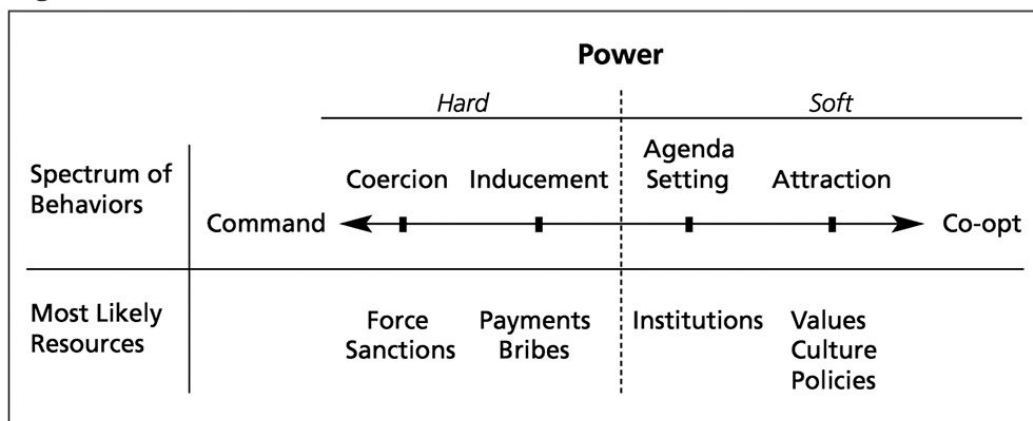 Power
Hard Soft
Spectrum of
Behaviors
Command
Coercion
Inducement
Agenda
Setting
Attraction
Co-opt
Most Likely
Resources
Force
Sanctions
Payments
Bribes
Institutions
Values
Culture
Policies